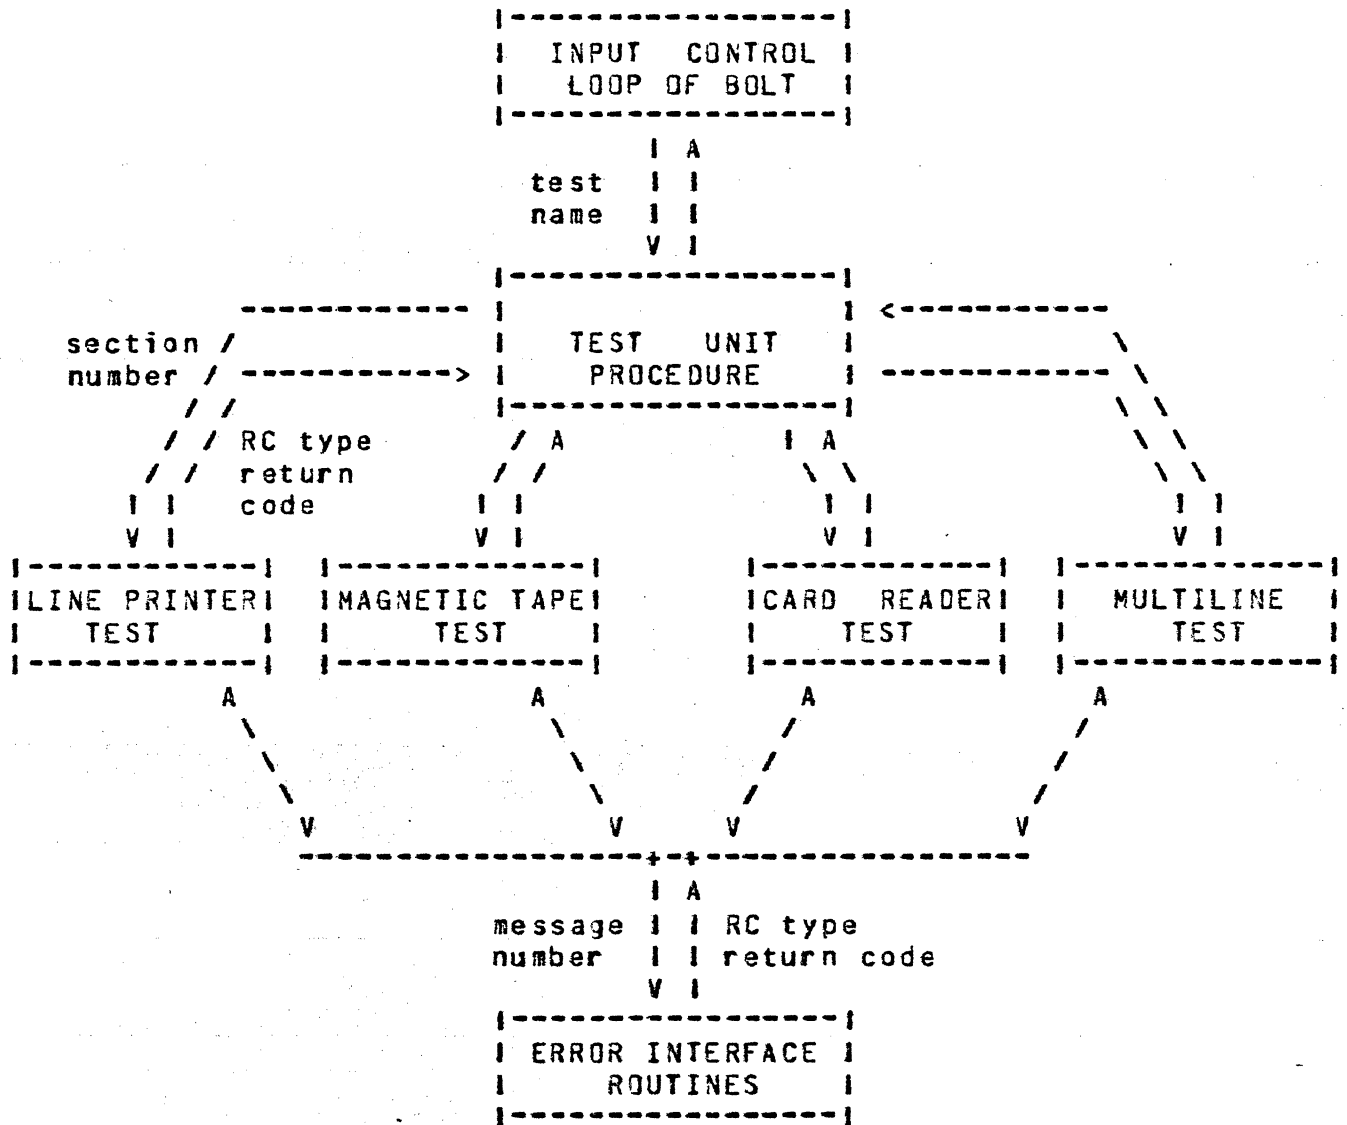 INPUT CONTROL
LOOP OF BOLT
test
name
TEST UNIT
PROCEDURE
section
number
RC type
return
code
LINE PRINTER
TEST
MAGNETIC TAPE
TEST
CARD READER
TEST
MULTILINE
TEST
message
number
RC type
return code
ERROR INTERFACE
ROUTINES